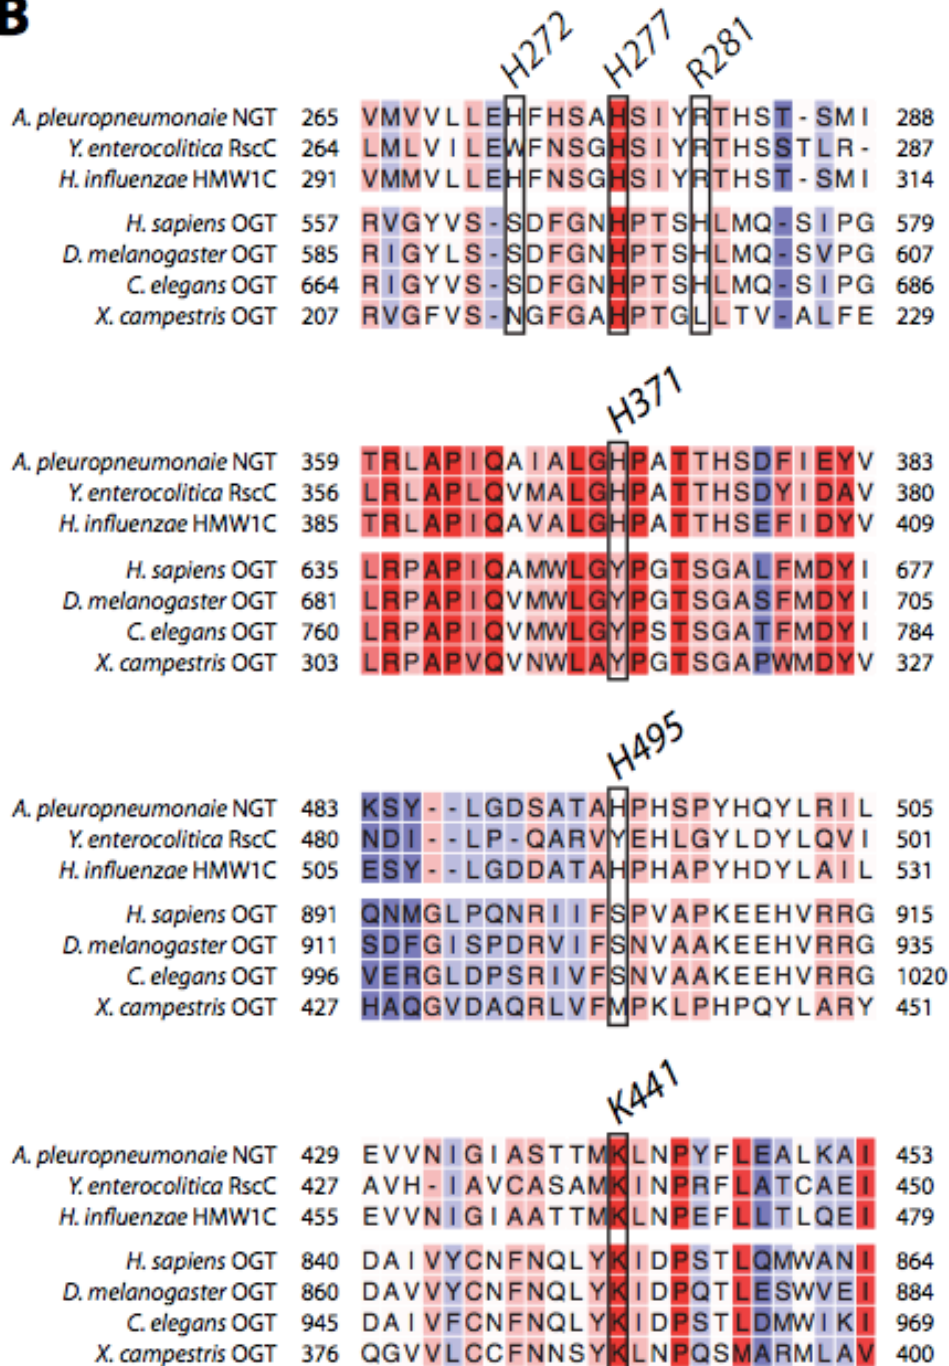 B
H272 H277 R281
A. pleuropneumonaie NGT 265 VMVVLLEHFHSAHSIYRTHST-SMI 288
Y. enterocolitica RscC 264 LMLVILEWFNSGHSIYRTHSSTLR- 287
H. influenzae HMW1C 291 VMMVLLEHFNSGHSIYRTHST-SMI 314
H. sapiens OGT 557 RVGYVS-SDFGNHPTSHLMQ-SIPG 579
D. melanogaster OGT 585 RIGYLS-SDFGNHPTSHLMQ-SVPG 607
C. elegans OGT 664 RIGYVS-SDFGNHPTSHLMQ-SIPG 686
X. campestris OGT 207 RVGFVS-NGFGAHPTGLLTV-ALFE 229
H371
A. pleuropneumonaie NGT 359 TRLAPIQAIALGHPATTHSDFIEYV 383
Y. enterocolitica RscC 356 LRLAPLQVMALGHPATTHSDYIDAV 380
H. influenzae HMW1C 385 TRLAPIQAVALGHPATTHSEFIDYV 409
H. sapiens OGT 635 LRPAPIQAMWLGYPGTSGALFMDYI 677
D. melanogaster OGT 681 LRPAPIQVMWLGYPGTSGASFMDYI 705
C. elegans OGT 760 LRPAPIQVMWLGYPSTSGATFMDYI 784
X. campestris OGT 303 LRPAPVQVNWLAYPGTSGAPWMDYV 327
H495
A. pleuropneumonaie NGT 483 KSY--LGDSATAHPHSPYHQYLRIL 505
Y. enterocolitica RscC 480 NDI--LP-QARVYEHLGYLDYLQVI 501
H. influenzae HMW1C 505 ESY--LGDDATAHPHAPYHDYLAIL 531
H. sapiens OGT 891 QNMGLPQNRIIFSPVAPKEEHVRRG 915
D. melanogaster OGT 911 SDFGISPDRVIFSNVAAKEEHVRRG 935
C. elegans OGT 996 VERGLDPSRIVFSNVAAKEEHVRRG 1020
X. campestris OGT 427 HAQGVDAQRLVFMPKLPHPQYLARY 451
K441
A. pleuropneumonaie NGT 429 EVVNIGIASTTMKLNPYFLEALKAI 453
Y. enterocolitica RscC 427 AVH-IAVCASAMKINPRFLATCAEI 450
H. influenzae HMW1C 455 EVVNIGIAATTMKLNPEFLLTLQEI 479
H. sapiens OGT 840 DAIVYCNFNQLYKIDPSTLQMWANI 864
D. melanogaster OGT 860 DAVVYCNFNQLYKIDPQTLESWVEI 884
C. elegans OGT 945 DAIVFCNFNQLYKIDPSTLDMWIKI 969
X. campestris OGT 376 QGVVLCCFNNSYKLNPQSMARMLAV 400